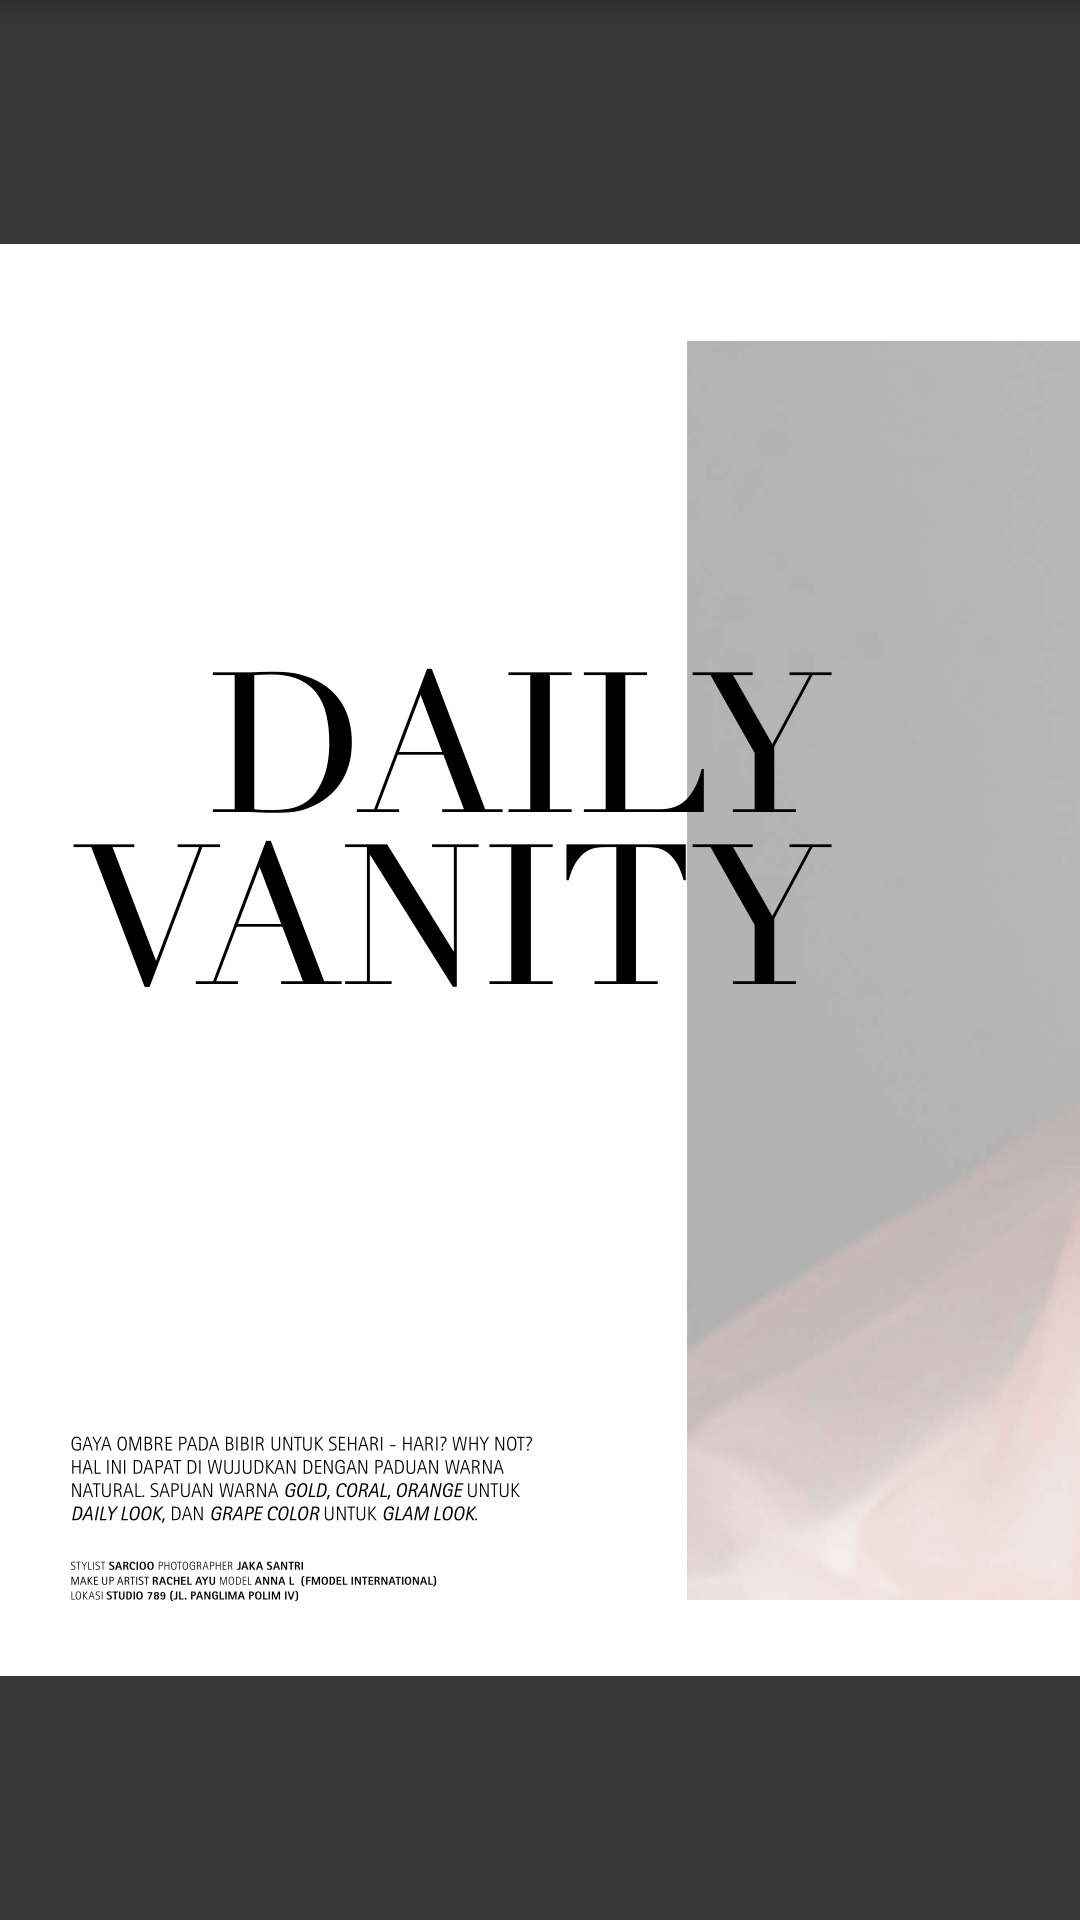 DAILY
VANITY
GAYA OMBRE PADA BIBIR UNTUK SEHARI - HARI? WHY NOT?
HAL INI DAPAT DI WUJUDKAN DENGAN PADUAN WARNA
NATURAL. SAPUAN WARNA GOLD, CORAL, ORANGE UNTUK
DAILY LOOK, DAN GRAPE COLOR UNTUK GLAM LOOK.
STYLIST SARCIOO PHOTOGRAPHER JAKA SANTRI
MAKE UP ARTIST RACHEL AYU MODEL ANNA L (FMODEL INTERNATIONAL)
LOKASI STUDIO 789 (JL. PANGLIMA POLIM IV)